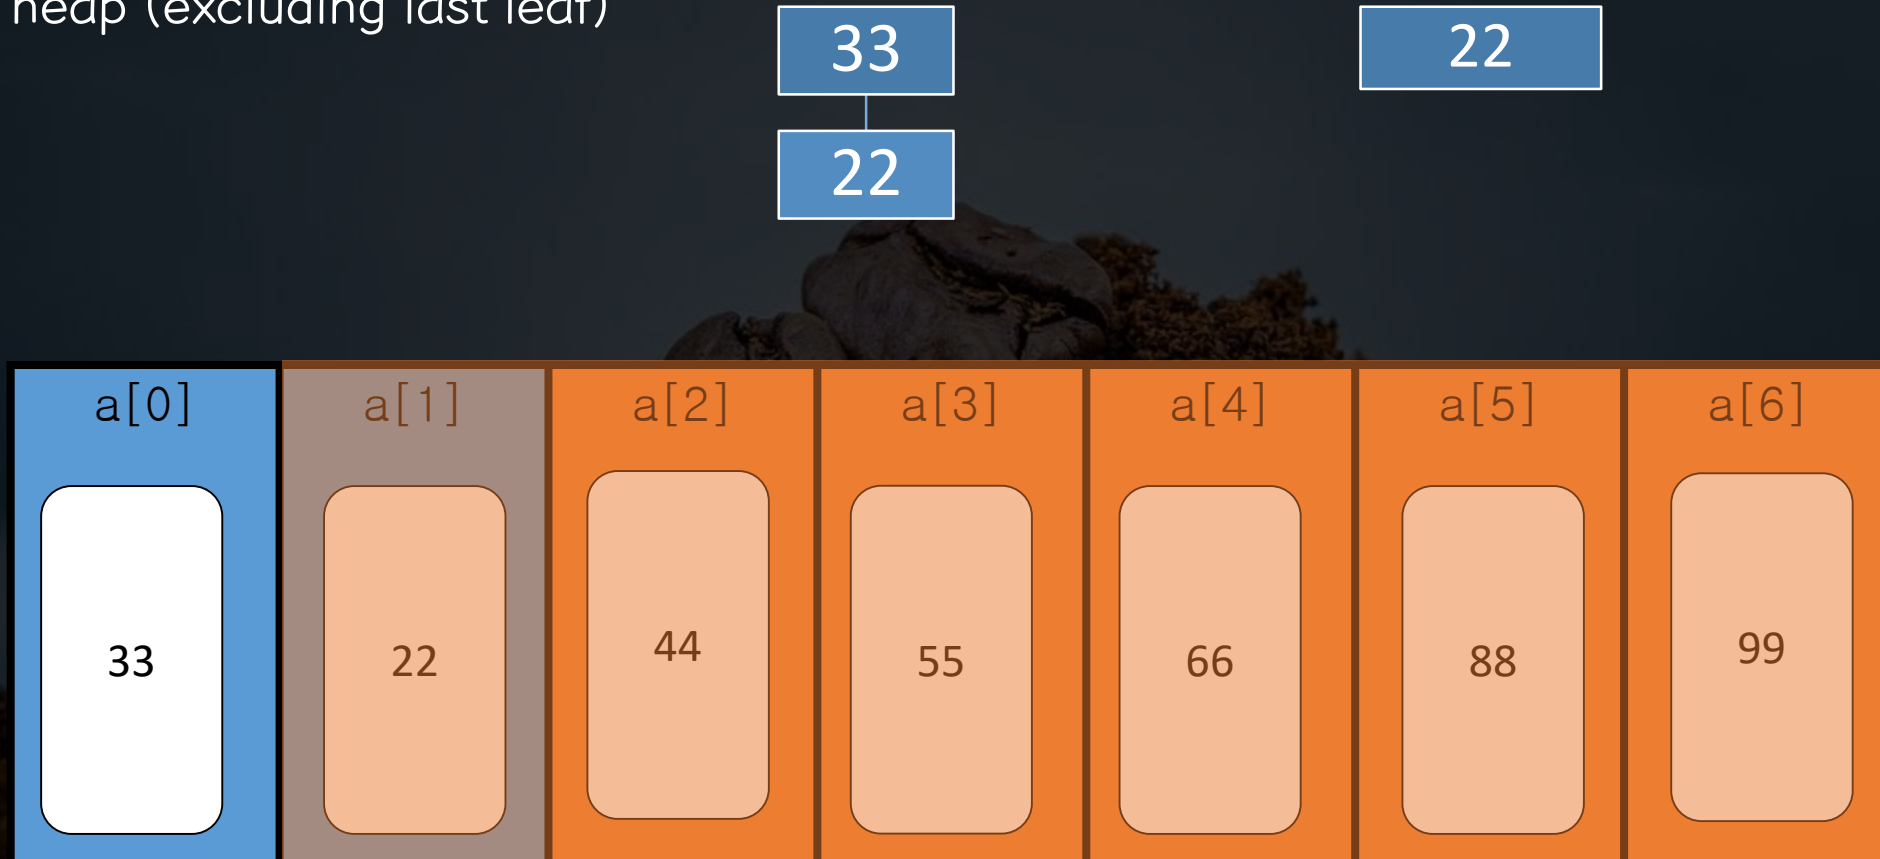 heap (excluding last leaf)
33
22
22
a[0]
a[1]
a[2]
a[3]
a[4]
a[5]
a[6]
33
22
44
55
66
88
99